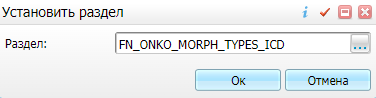 Установить раздел
Раздел: FN_ONKO_MORPH_TYPES_ICD ...
Ок Отмена